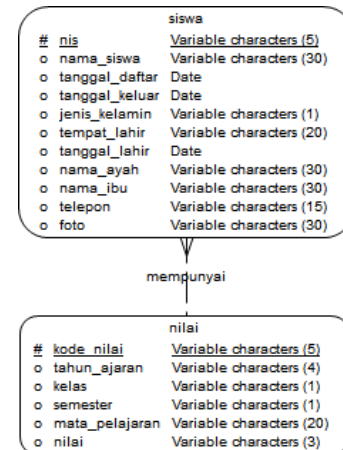 siswa
# nis Variable characters (5)
o nama_siswa Variable characters (30)
o tanggal_daftar Date
o tanggal_keluar Date
o jenis_kelamin Variable characters (1)
o tempat_lahir Variable characters (20)
o tanggal_lahir Date
o nama_ayah Variable characters (30)
o nama_ibu Variable characters (30)
o telepon Variable characters (15)
o foto Variable characters (30)
mempunyai
nilai
# kode_nilai Variable characters (5)
o tahun_ajaran Variable characters (4)
o kelas Variable characters (1)
o semester Variable characters (1)
o mata_pelajaran Variable characters (20)
o nilai Variable characters (3)